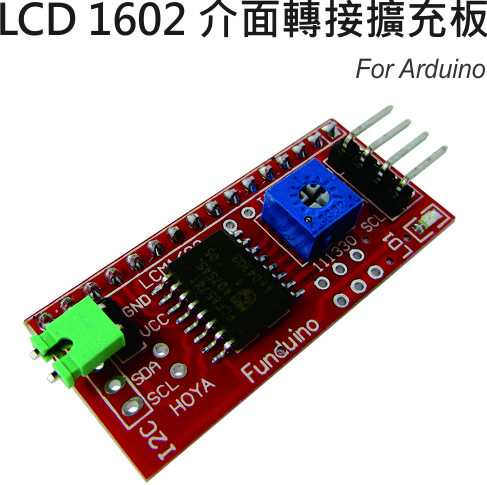 LCD 1602 介面轉接擴充板
For Arduino
SCL
LD1
GND
VCC
SDA
SCL
I2C
HOYA
Funduino